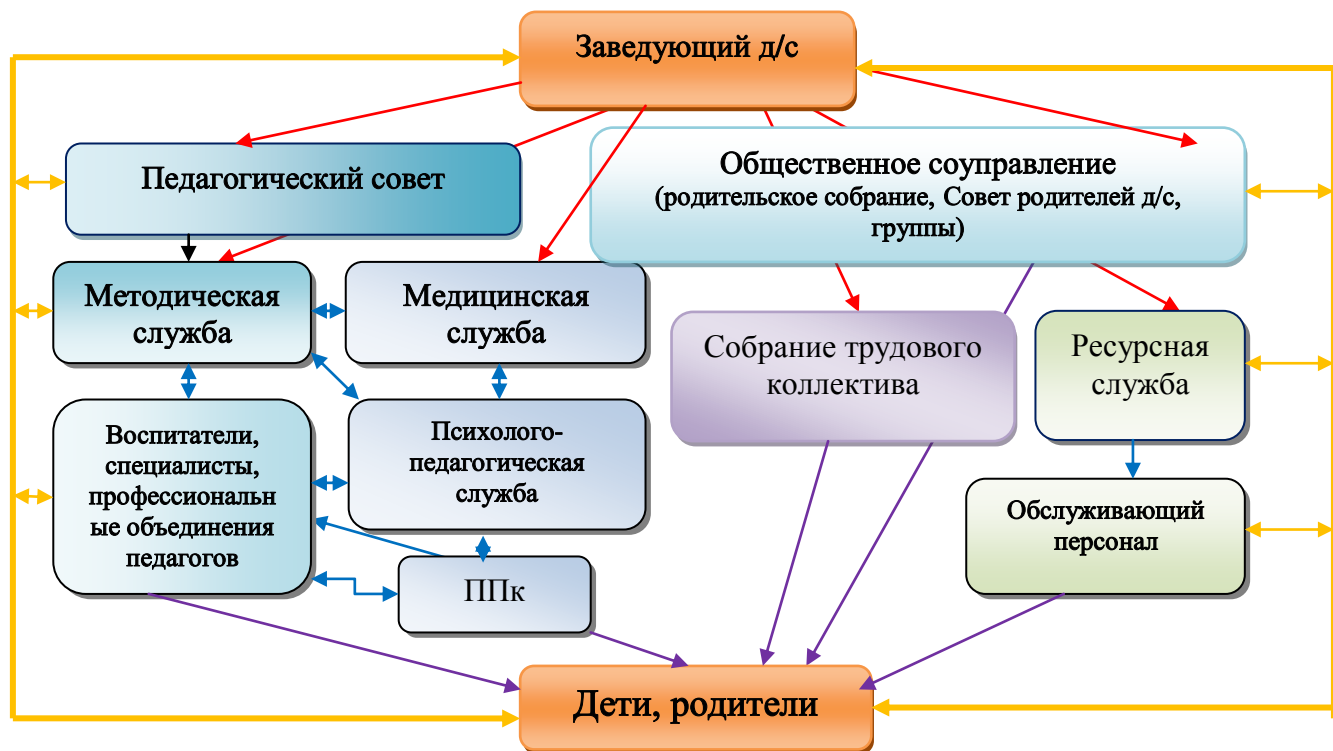 Заведующий д/с
Педагогический совет
Общественное соуправление
(родительское собрание, Совет родителей д/с,
группы)
Методическая
служба
Медицинская
служба
Собрание трудового
коллектива
Ресурсная
служба
Воспитатели,
специалисты,
профессиональн
ые объединения
педагогов
Психолого-
педагогическая
служба
Обслуживающий
персонал
ППк
Дети, родители